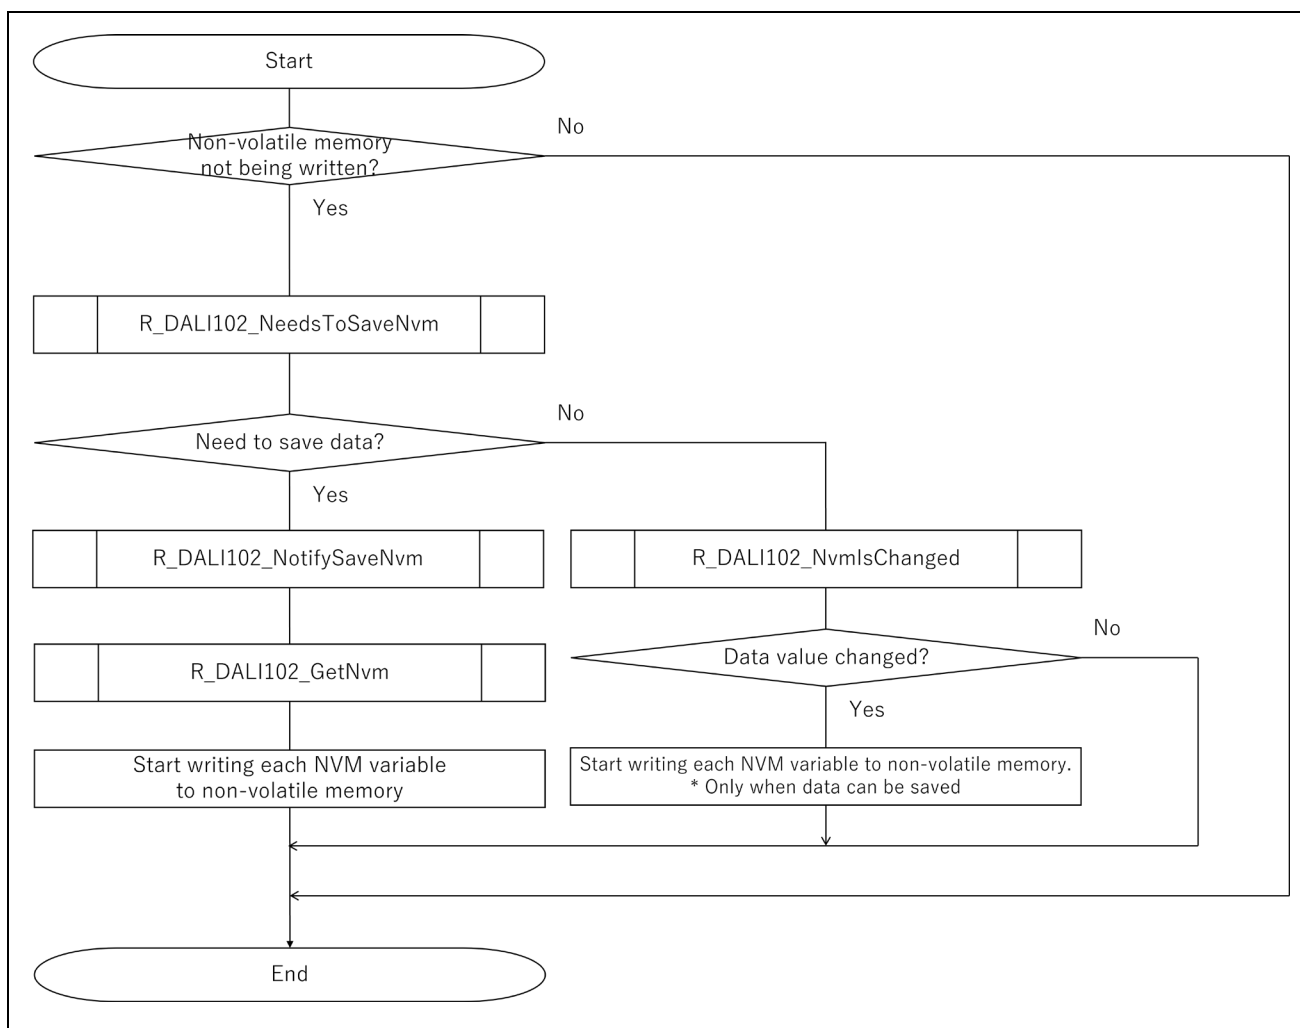 Start
Non-volatile memory
not being written?
No
Yes
R_DALI102_NeedsToSaveNvm
Need to save data?
No
Yes
R_DALI102_NotifySaveNvm
R_DALI102_NvmIsChanged
R_DALI102_GetNvm
Data value changed?
No
Yes
Start writing each NVM variable
to non-volatile memory
Start writing each NVM variable to non-volatile memory.
* Only when data can be saved
End